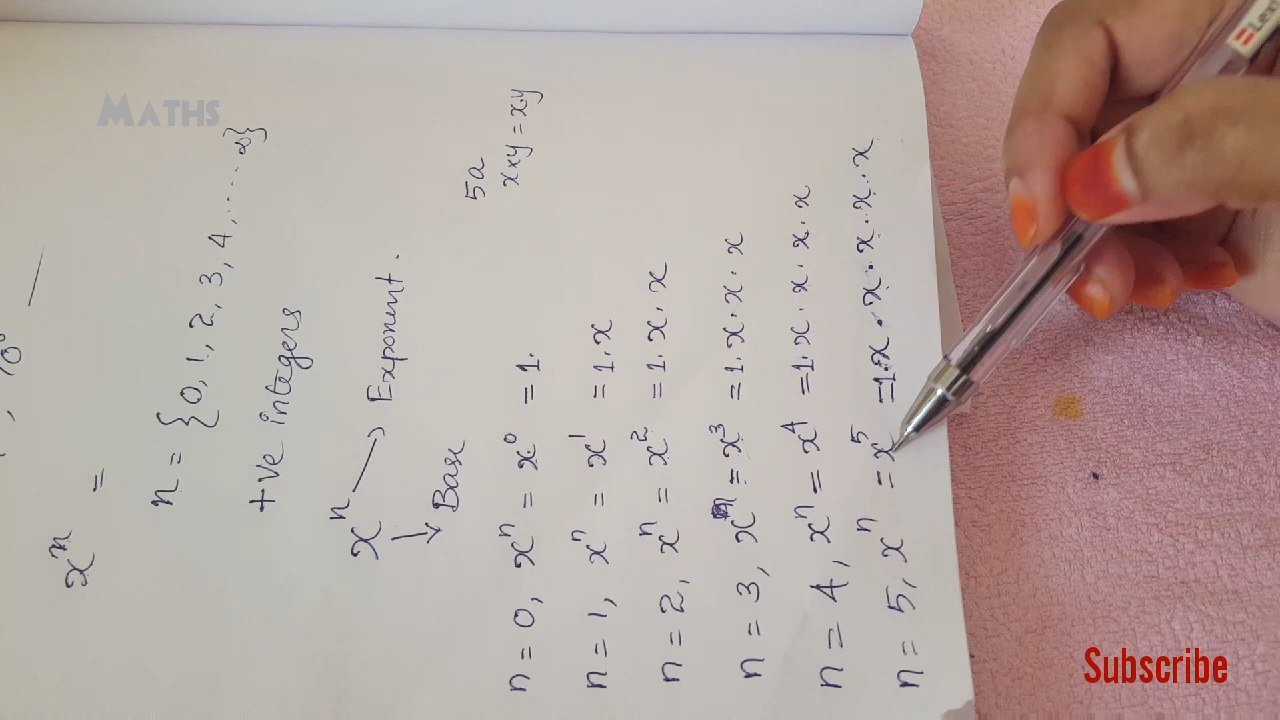 MATHS
, 10⁰
xⁿ =
n = {0, 1, 2, 3, 4, ..... ∞}
+ve integers
xⁿ → Exponent.
↓ Base
5a
x×y = x.y
n = 0, xⁿ = x⁰ = 1.
n = 1, xⁿ = x¹ = 1.x
n = 2, xⁿ = x² = 1.x.x
n = 3, xⁿ = x³ = 1.x.x.x
n = 4, xⁿ = x⁴ = 1.x.x.x.x
n = 5, xⁿ = x⁵ = 1.x.x.x.x.x
Subscribe